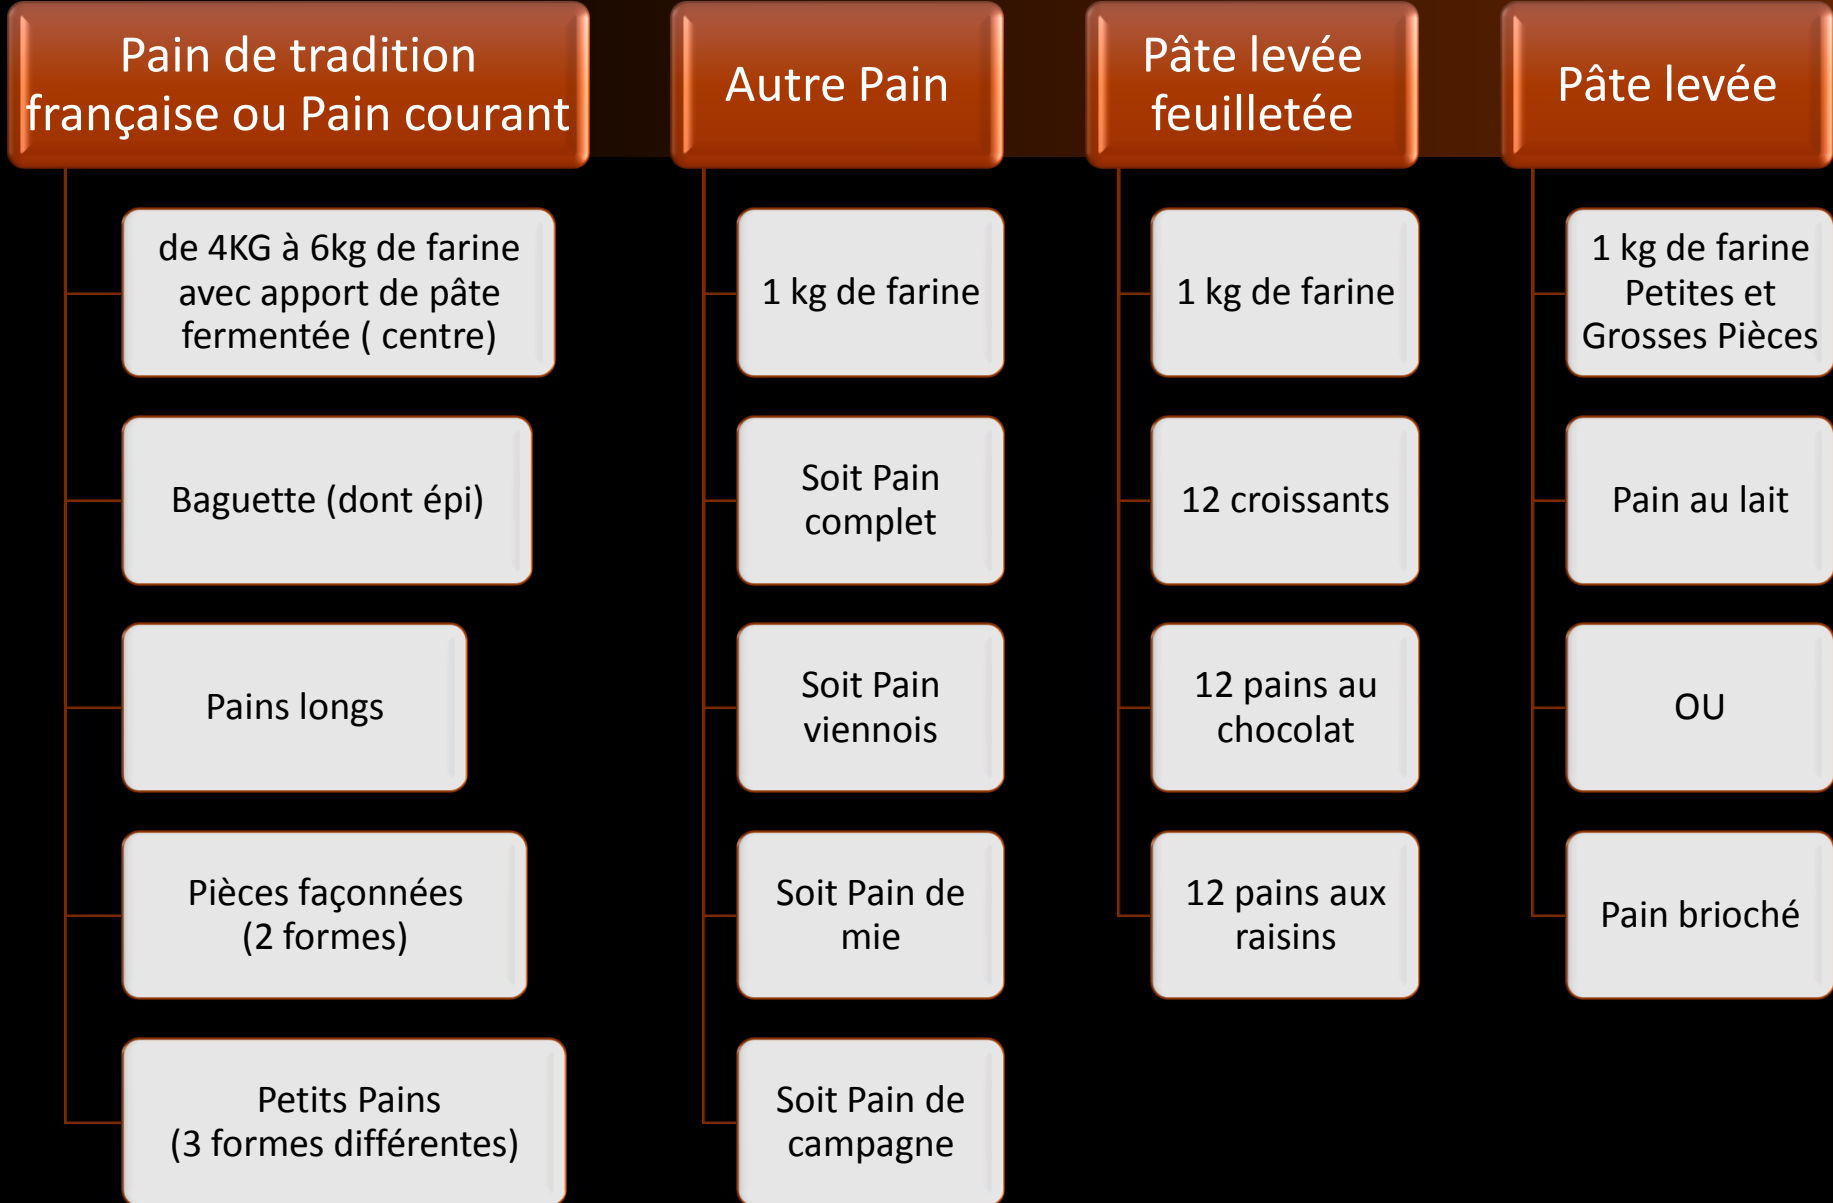 Pain de tradition
française ou Pain courant
de 4KG à 6kg de farine
avec apport de pâte
fermentée ( centre)
Baguette (dont épi)
Pains longs
Pièces façonnées
(2 formes)
Petits Pains
(3 formes différentes)
Autre Pain
1 kg de farine
Soit Pain
complet
Soit Pain
viennois
Soit Pain de
mie
Soit Pain de
campagne
Pâte levée
feuilletée
1 kg de farine
12 croissants
12 pains au
chocolat
12 pains aux
raisins
Pâte levée
1 kg de farine
Petites et
Grosses Pièces
Pain au lait
OU
Pain brioché